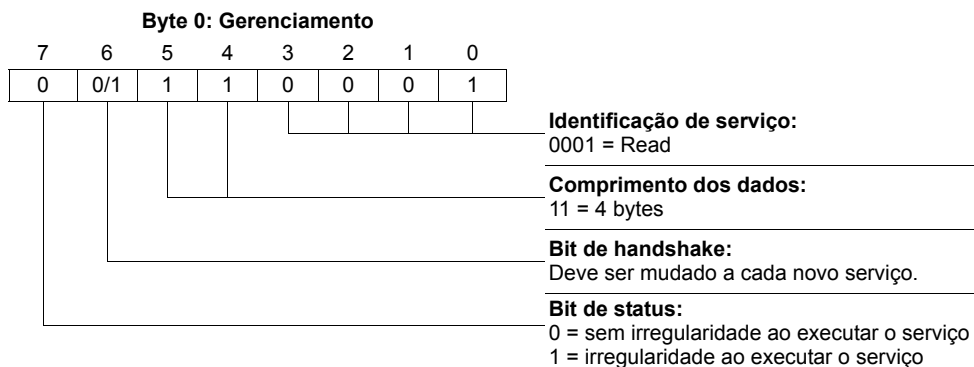 Byte 0: Gerenciamento
7 6 5 4 3 2 1 0
0 0/1 1 1 0 0 0 1
Identificação de serviço:
0001 = Read
Comprimento dos dados:
11 = 4 bytes
Bit de handshake:
Deve ser mudado a cada novo serviço.
Bit de status:
0 = sem irregularidade ao executar o serviço
1 = irregularidade ao executar o serviço